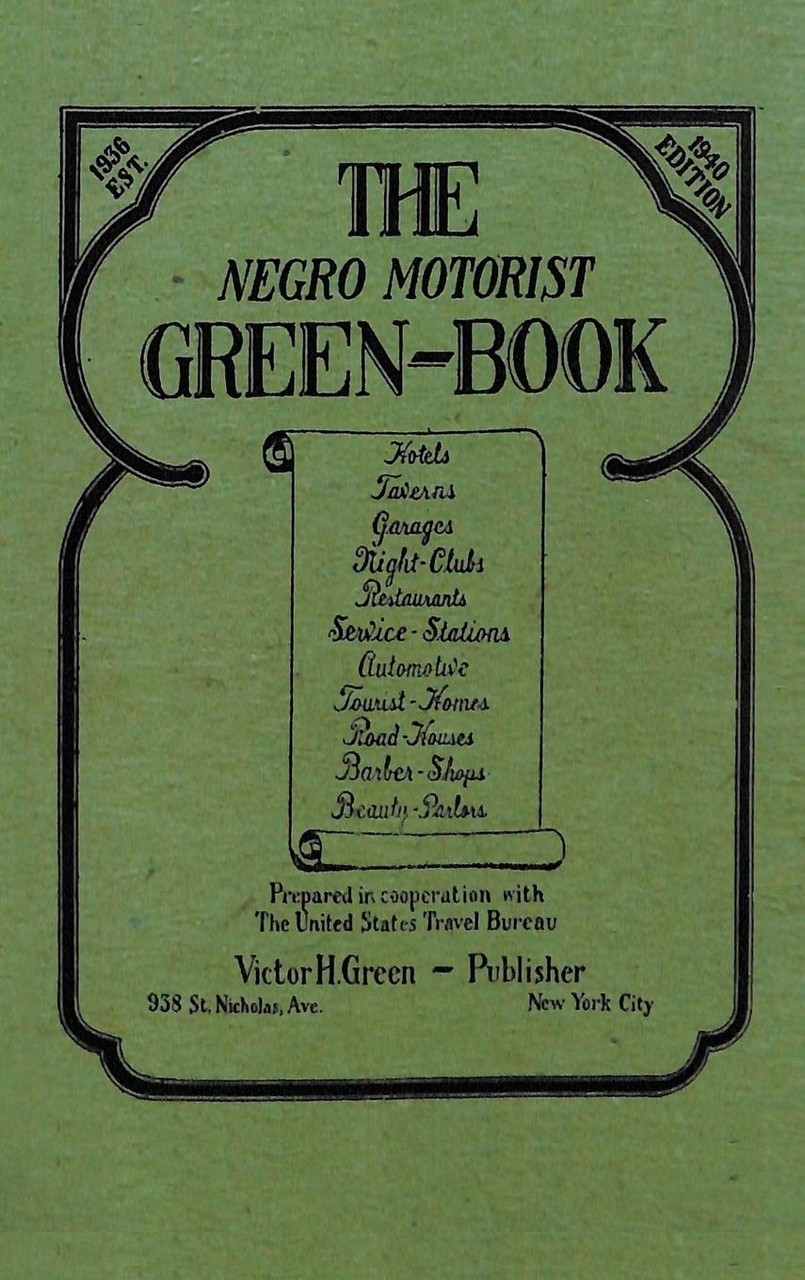 1936
EST.
1940
EDITION
THE
NEGRO MOTORIST
GREEN-BOOK
Hotels
Taverns
Garages
Night-Clubs
Restaurants
Service-Stations
Automotive
Tourist-Homes
Road-Houses
Barber-Shops
Beauty-Parlors
Prepared in cooperation with
The United States Travel Bureau
Victor H. Green - Publisher
938 St. Nicholas, Ave. New York City